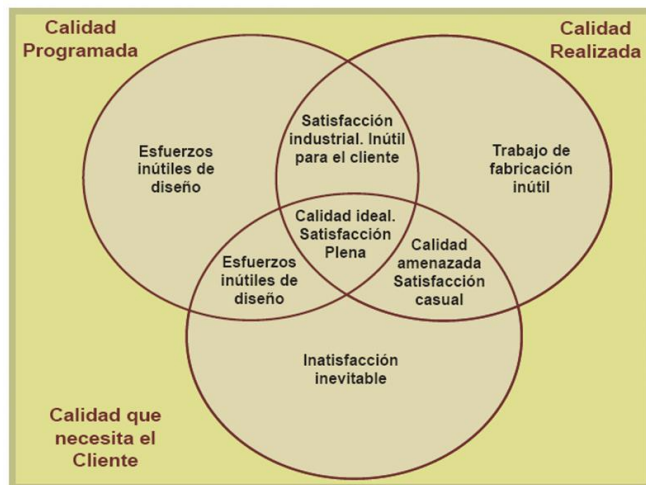 Calidad
Programada
Calidad
Realizada
Satisfacción
industrial. Inútil
para el cliente
Esfuerzos
inútiles de
diseño
Trabajo de
fabricación
inútil
Calidad ideal.
Satisfacción
Plena
Esfuerzos
inútiles de
diseño
Calidad
amenazada
Satisfacción
casual
Inatisfacción
inevitable
Calidad que
necesita el
Cliente